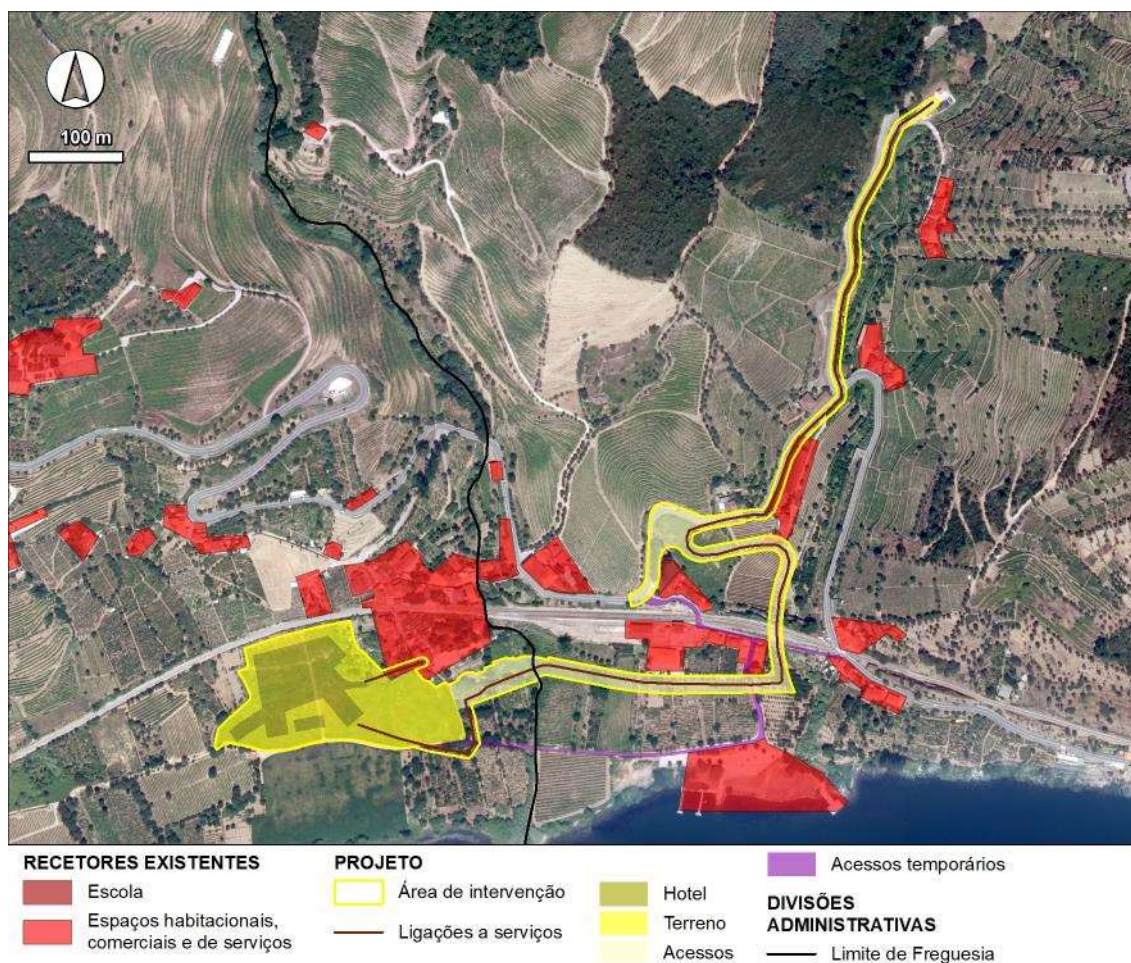 100 m
RECETORES EXISTENTES
Escola
Espaços habitacionais,
comerciais e de serviços
PROJETO
Área de intervenção
Ligações a serviços
Hotel
Terreno
Acessos
Acessos temporários
DIVISÕES
ADMINISTRATIVAS
Limite de Freguesia